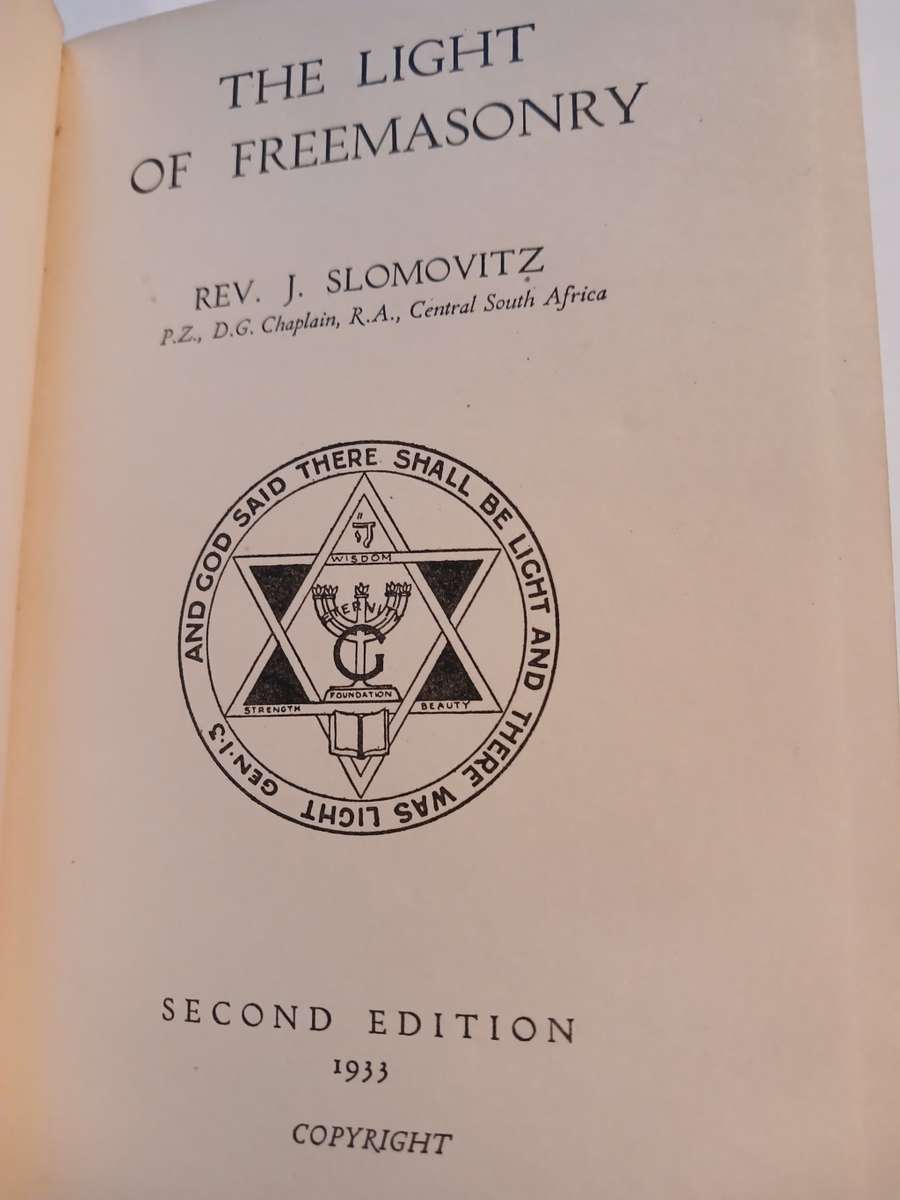 THE LIGHT
OF FREEMASONRY
REV. J. SLOMOVITZ
P.Z., D.G. Chaplain, R.A., Central South Africa
AND GOD SAID THERE SHALL BE LIGHT AND THERE WAS LIGHT GEN·1·3
WISDOM
ETERNITY
G
FOUNDATION
STRENGTH
BEAUTY
SECOND EDITION
1933
COPYRIGHT